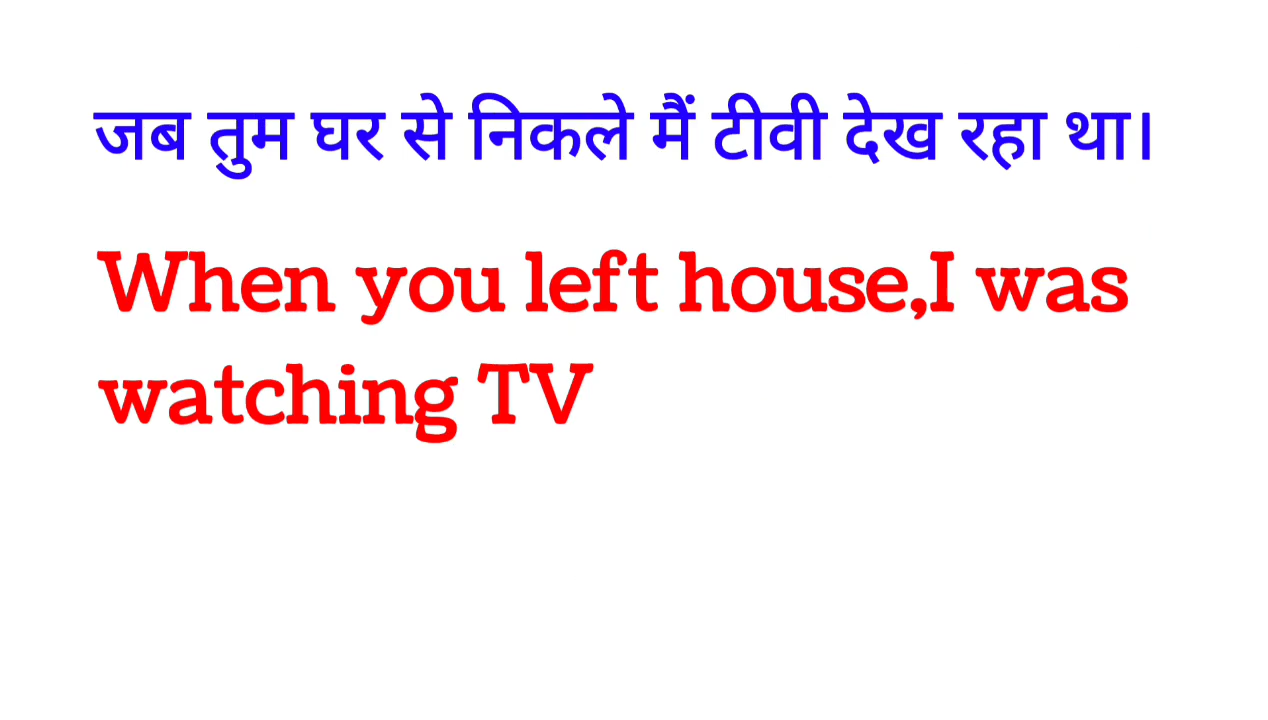 जब तुम घर से निकले मैं टीवी देख रहा था।
When you left house,I was
watching TV